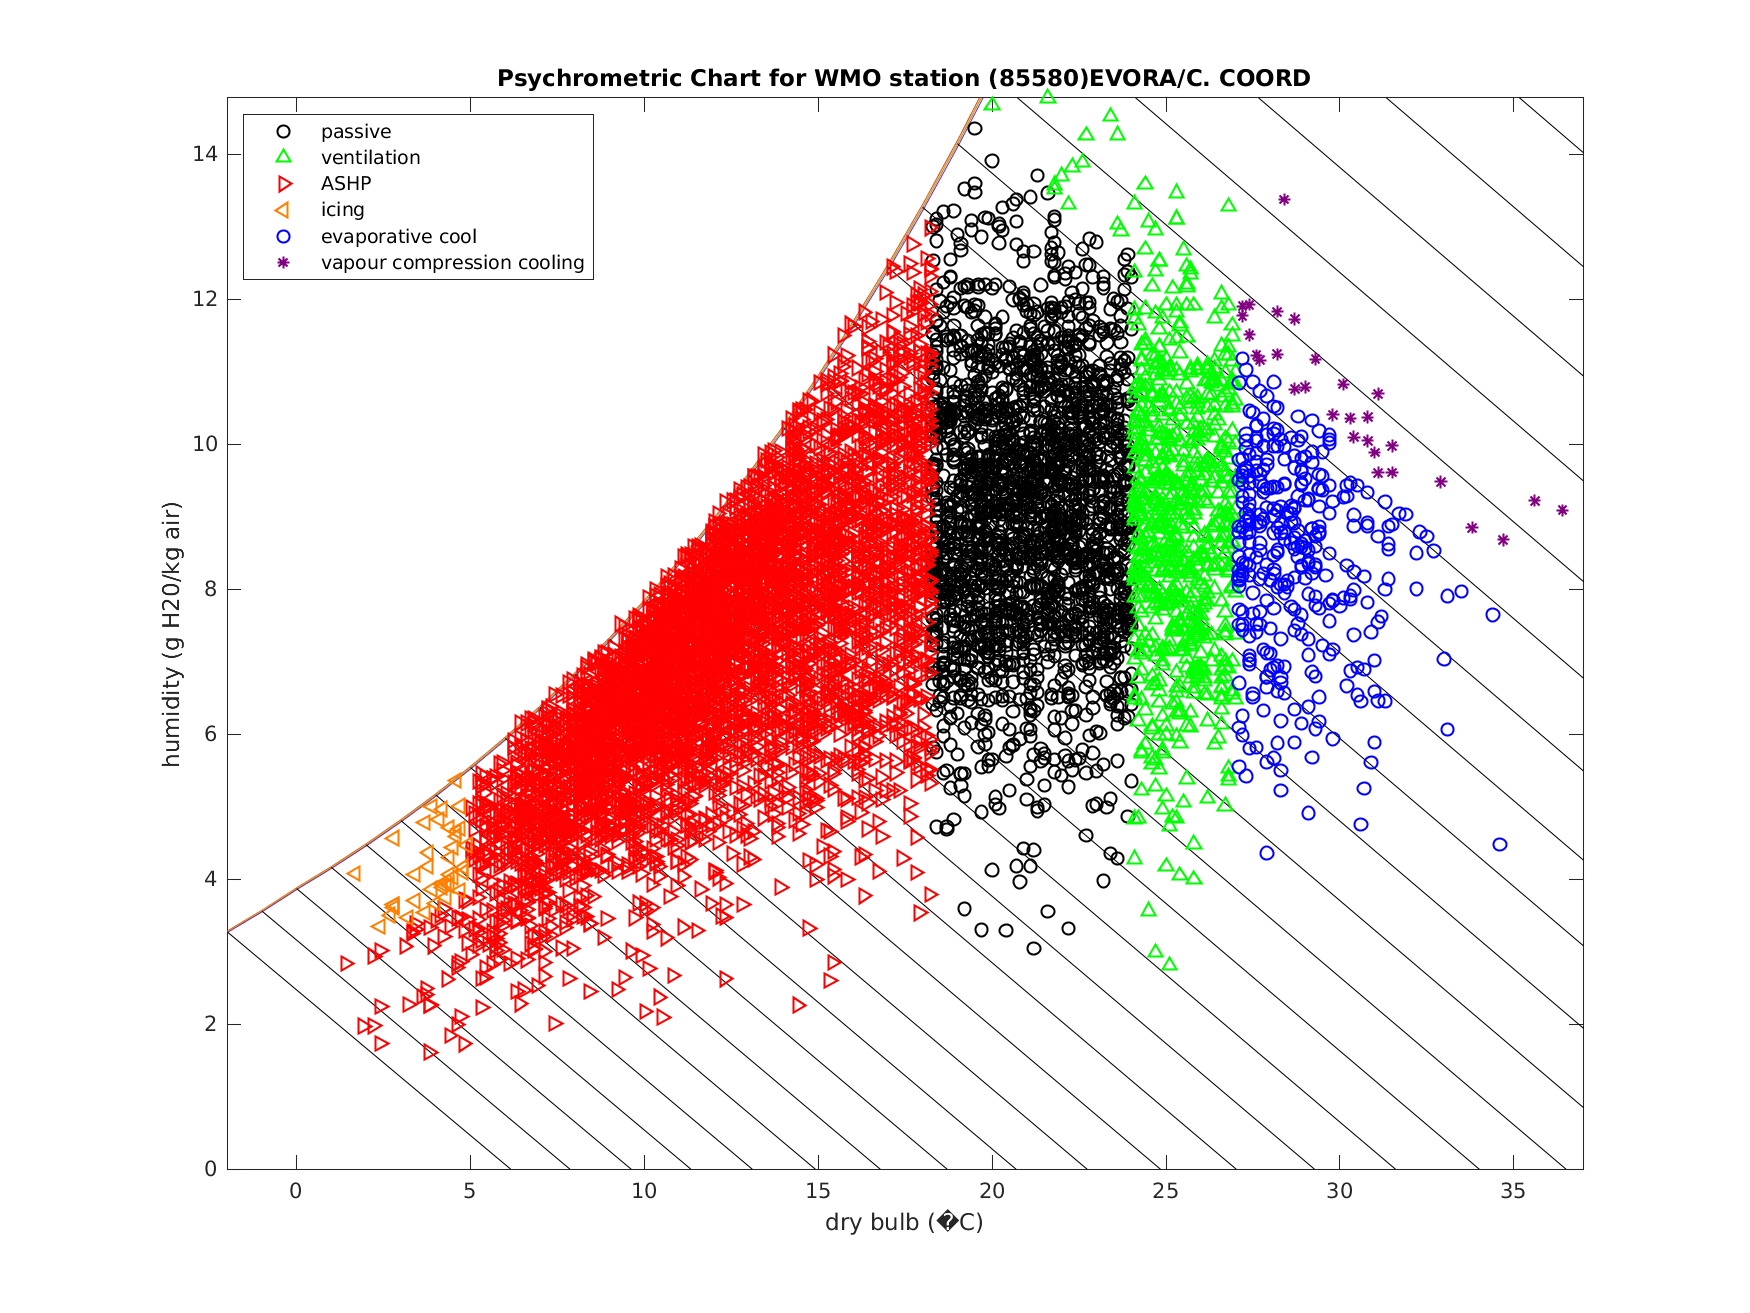 Psychrometric Chart for WMO station (85580)EVORA/C. COORD
passive
ventilation
ASHP
icing
evaporative cool
vapour compression cooling
humidity (g H20/kg air)
14
12
10
8
6
4
2
0
0 5 10 15 20 25 30 35
dry bulb (�C)